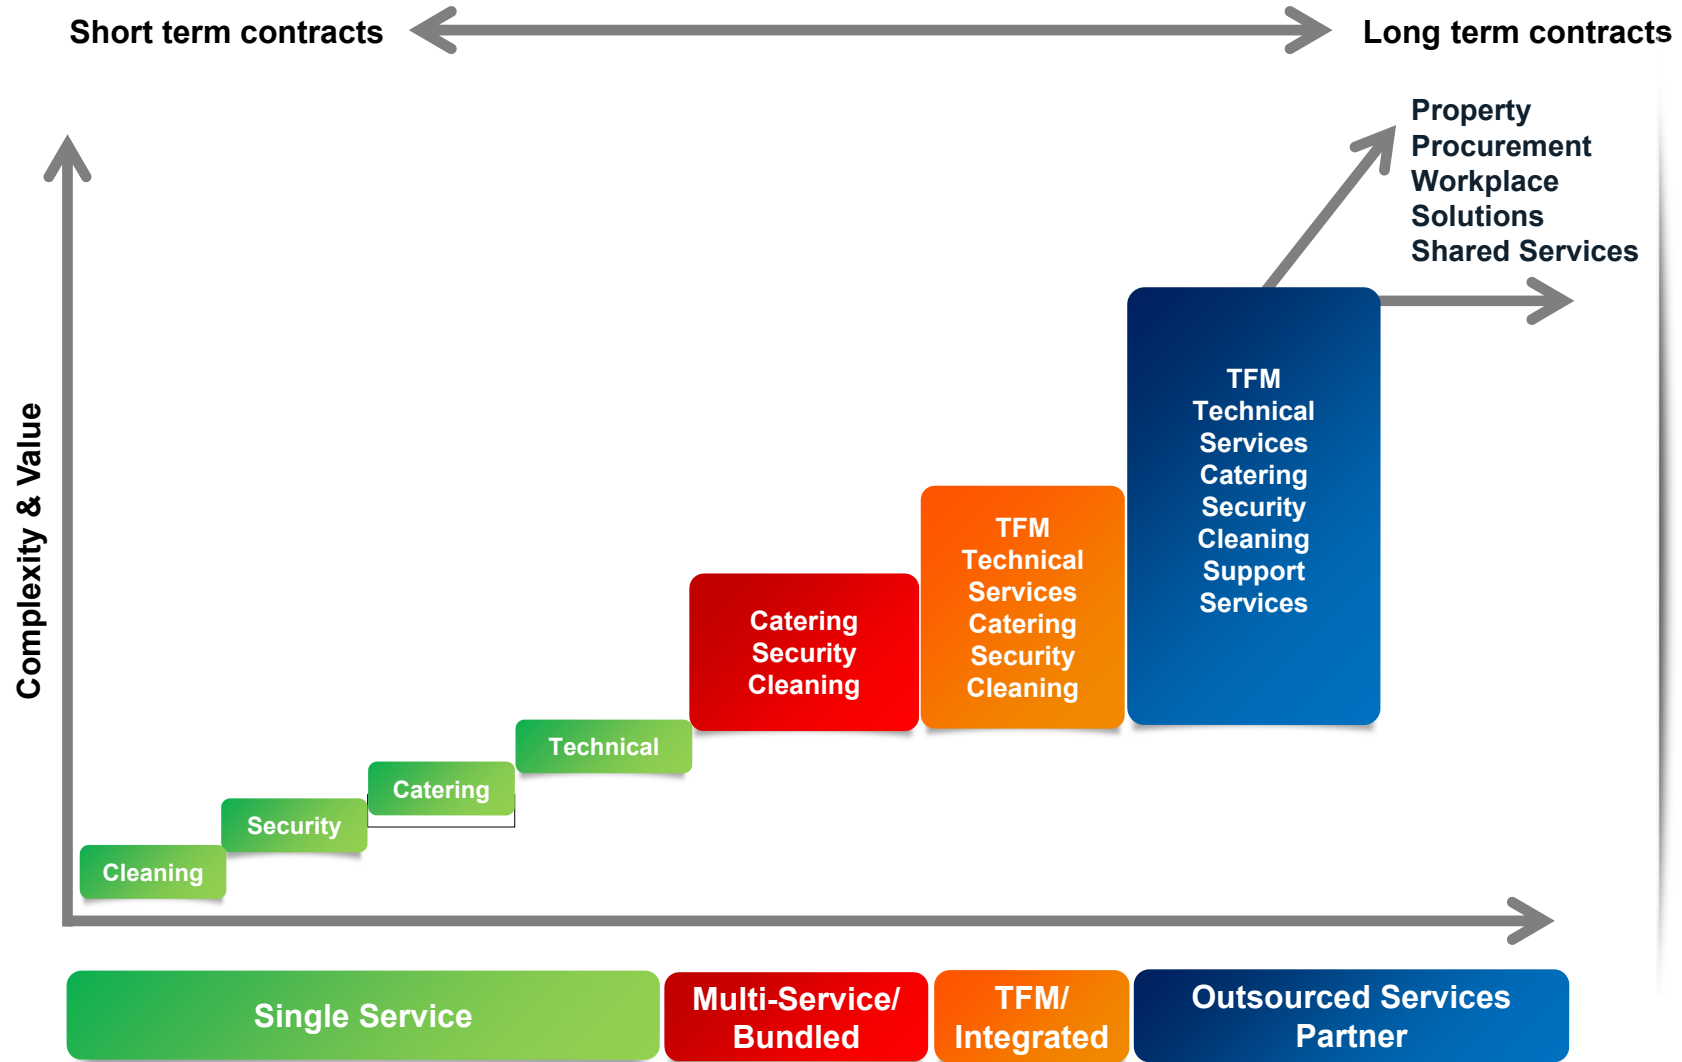 Short term contracts
Long term contracts
Property
Procurement
Workplace
Solutions
Shared Services
Complexity & Value
Cleaning
Security
Catering
Technical
Catering
Security
Cleaning
TFM
Technical
Services
Catering
Security
Cleaning
TFM
Technical
Services
Catering
Security
Cleaning
Support
Services
Single Service
Multi-Service/
Bundled
TFM/
Integrated
Outsourced Services
Partner